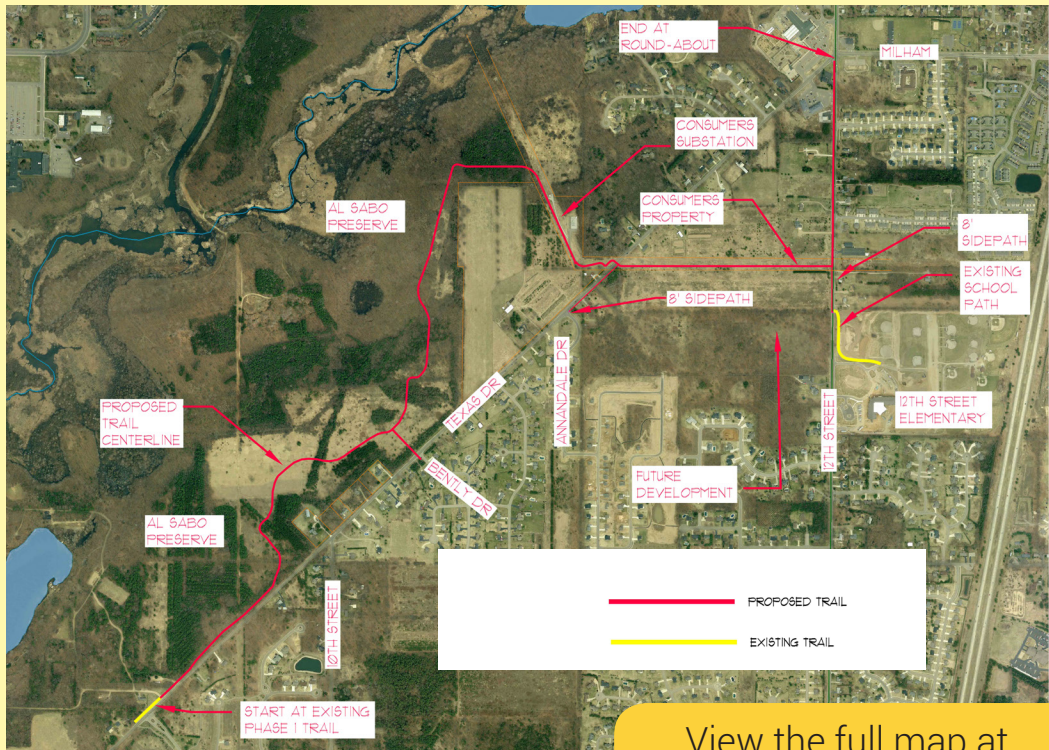 END AT
ROUND-ABOUT
MILHAM
CONSUMERS
SUBSTATION
CONSUMERS
PROPERTY
AL SABO
PRESERVE
8'
SIDEPATH
EXISTING
SCHOOL
PATH
8' SIDEPATH
TEXAS DR
ANNANDALE DR
12TH STREET
12TH STREET
ELEMENTARY
PROPOSED
TRAIL
CENTERLINE
BENTLY DR
FUTURE
DEVELOPMENT
AL SABO
PRESERVE
10TH STREET
PROPOSED TRAIL
EXISTING TRAIL
START AT EXISTING
PHASE 1 TRAIL
View the full map at